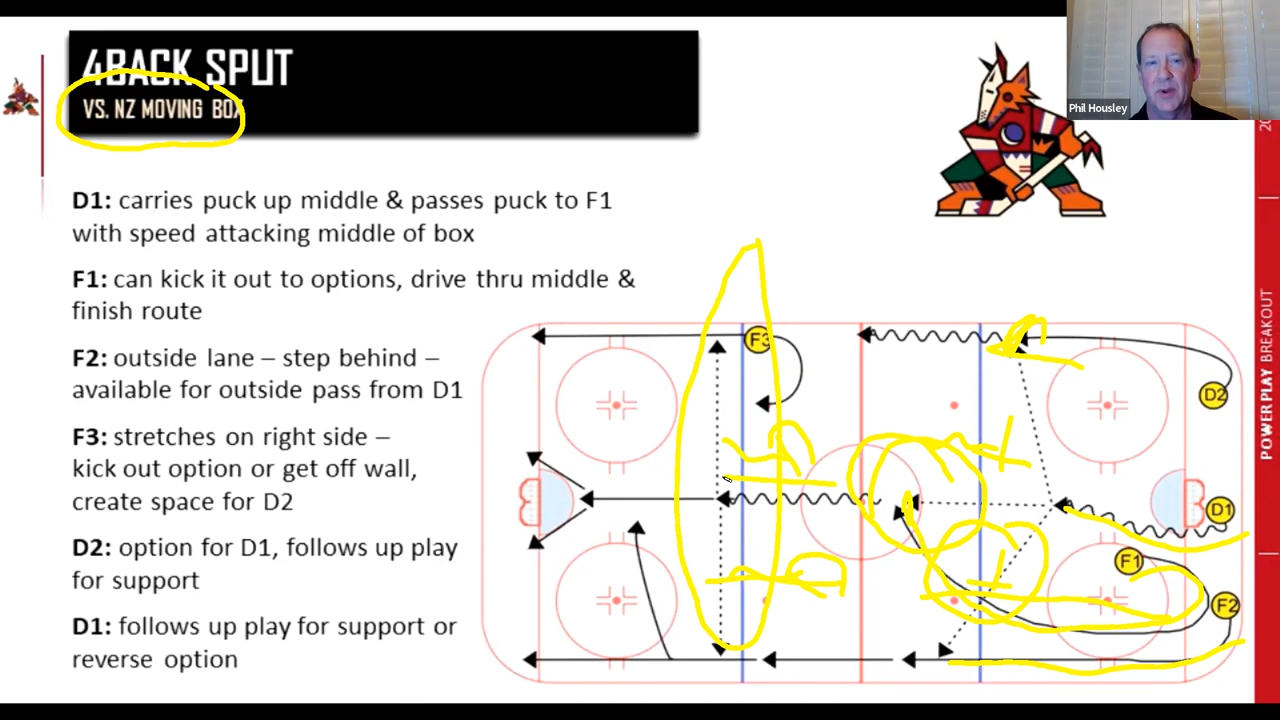 4BACK SPUT
VS. NZ MOVING BOX
Phil Housley
D1: carries puck up middle & passes puck to F1
with speed attacking middle of box
F1: can kick it out to options, drive thru middle &
finish route
F2: outside lane – step behind –
available for outside pass from D1
F3: stretches on right side –
kick out option or get off wall,
create space for D2
D2: option for D1, follows up play
for support
D1: follows up play for support or
reverse option
F3
D2
D1
F1
F2
20
POWER PLAY BREAKOUT